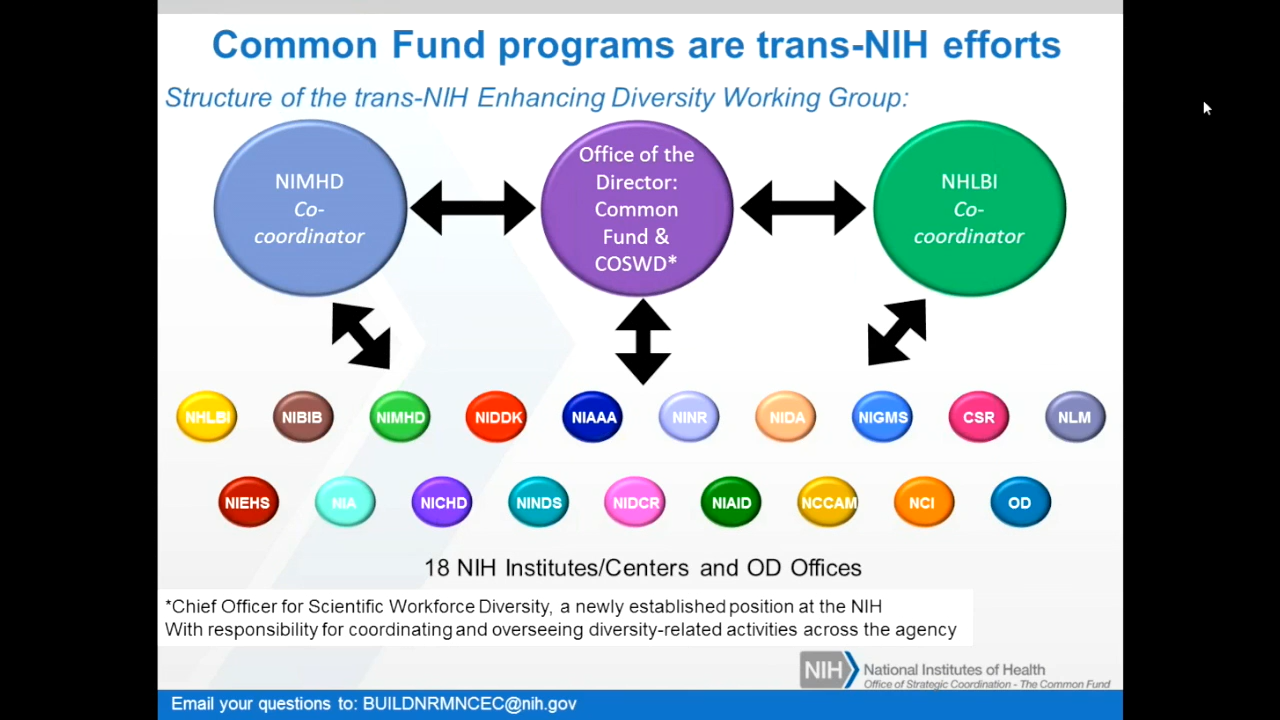 Common Fund programs are trans-NIH efforts
Structure of the trans-NIH Enhancing Diversity Working Group:
NIMHD
Co-
coordinator
Office of the
Director:
Common
Fund &
COSWD*
NHLBI
Co-
coordinator
NHLBI NIBIB NIMHD NIDDK NIAAA NINR NIDA NIGMS CSR NLM
NIEHS NIA NICHD NINDS NIDCR NIAID NCCAM NCI OD
18 NIH Institutes/Centers and OD Offices
*Chief Officer for Scientific Workforce Diversity, a newly established position at the NIH
With responsibility for coordinating and overseeing diversity-related activities across the agency
NIH National Institutes of Health
Office of Strategic Coordination - The Common Fund
Email your questions to: BUILDNRMNCEC@nih.gov